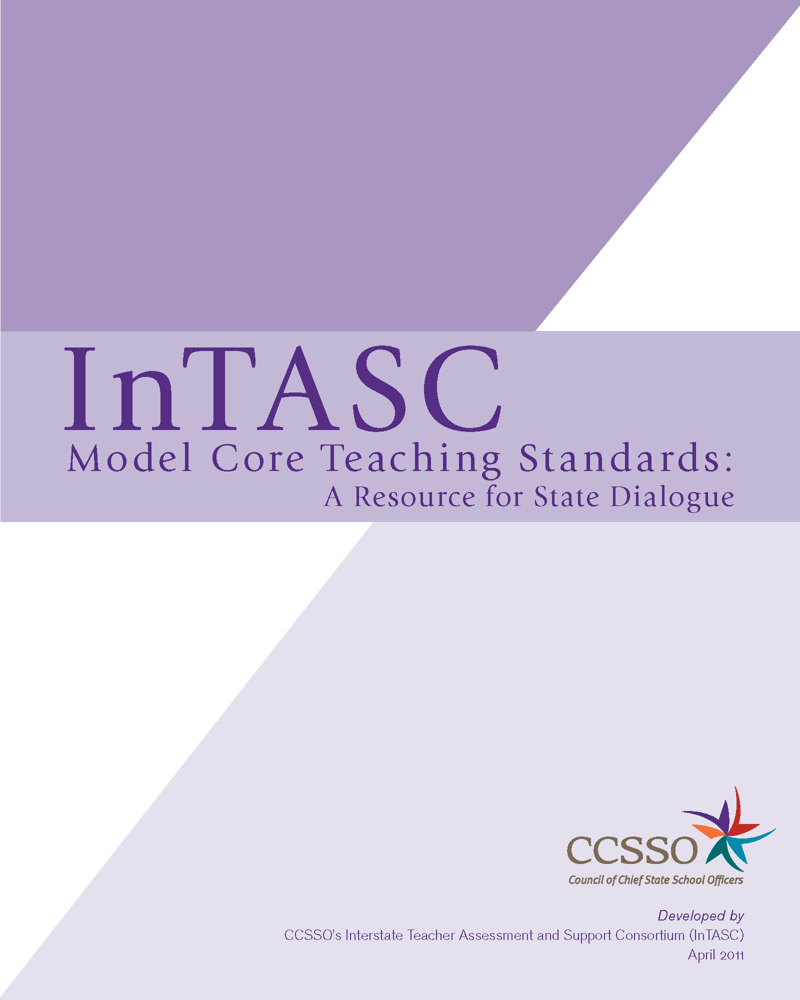 InTASC
Model Core Teaching Standards:
A Resource for State Dialogue
CCSSO
Council of Chief State School Officers
Developed by
CCSSO's Interstate Teacher Assessment and Support Consortium (InTASC)
April 2011